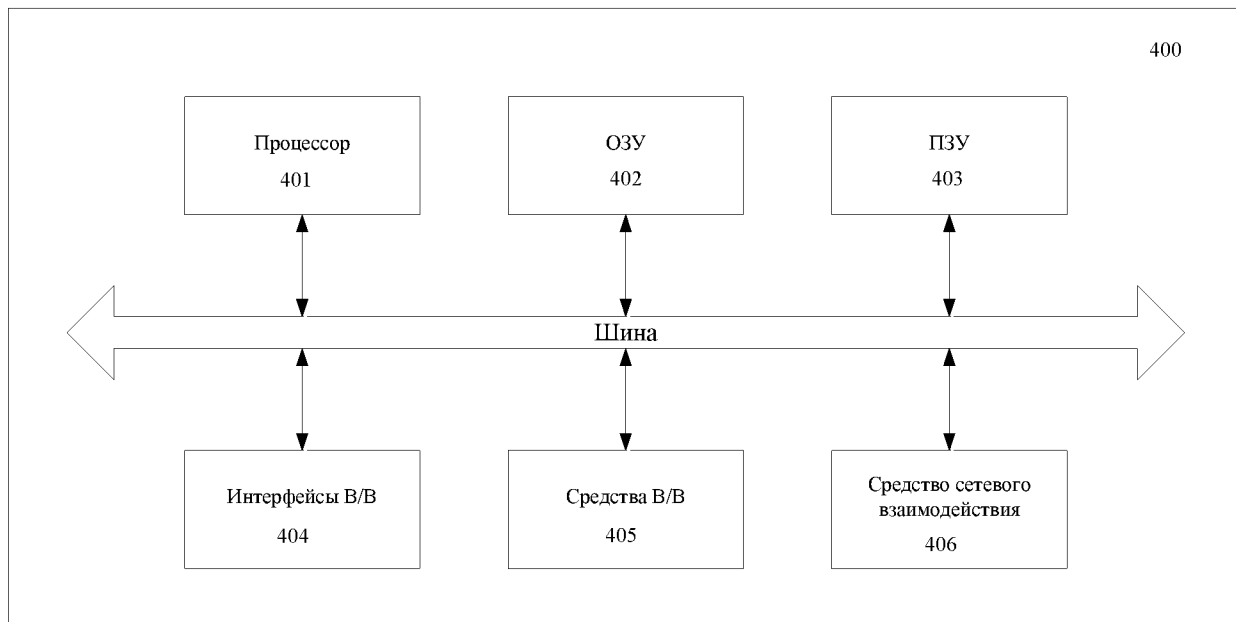 400
Процессор
401
ОЗУ
402
ПЗУ
403
Шина
Интерфейсы В/В
404
Средства В/В
405
Средство сетевого
взаимодействия
406